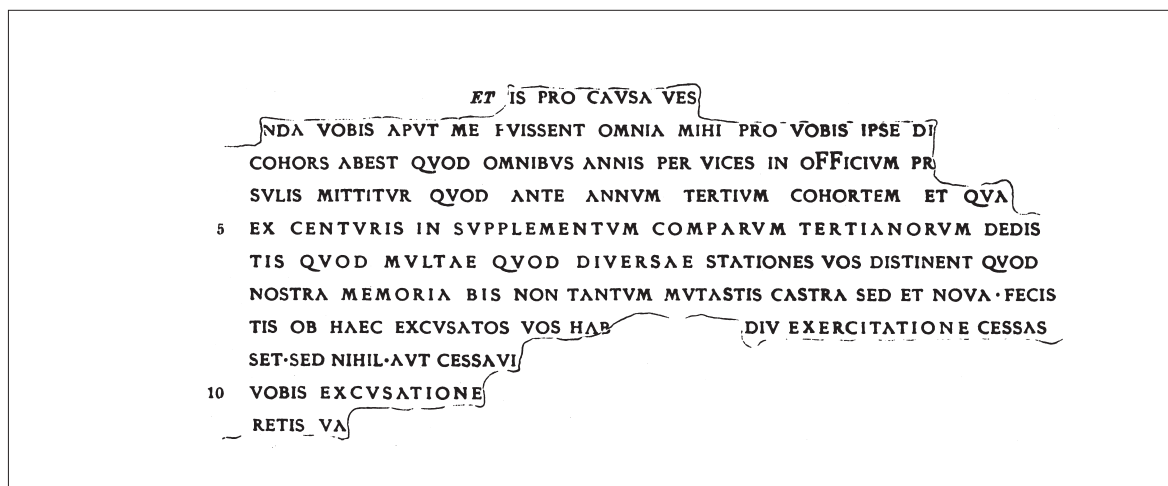 ET IS PRO CAVSA VES
NDA VOBIS APVT ME FVISSENT OMNIA MIHI PRO VOBIS IPSE DI
COHORS ABEST QVOD OMNIBVS ANNIS PER VICES IN OFFICIVM PR
SVLIS MITTITVR QVOD ANTE ANNVM TERTIVM COHORTEM ET QVA
5 EX CENTVRIS IN SVPPLEMENTVM COMPARVM TERTIANORVM DEDIS
TIS QVOD MVLTAE QVOD DIVERSAE STATIONES VOS DISTINENT QVOD
NOSTRA MEMORIA BIS NON TANTVM MVTASTIS CASTRA SED ET NOVA·FECIS
TIS OB HAEC EXCVSATOS VOS HAB DIV EXERCITATIONE CESSAS
SET·SED NIHIL·AVT CESSAVI
10 VOBIS EXCVSATIONE
RETIS VA